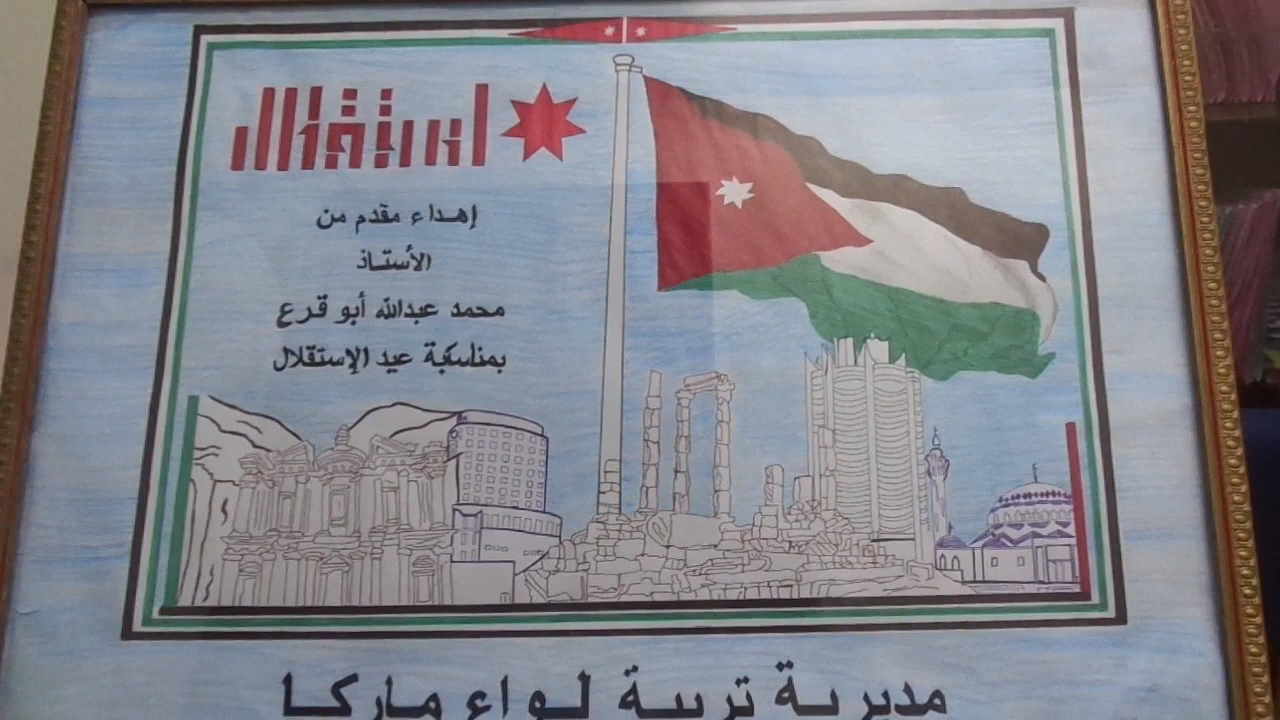 استقلال
إهداء مقدم من
الأستاذ
محمد عبدالله أبو قرع
بمناسبة عيد الإستقلال
مديرية تربية لواء ماركا